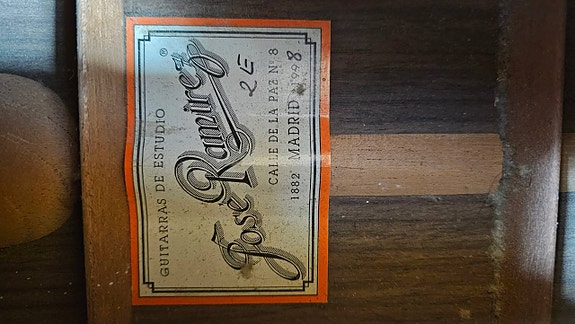 GUITARRAS DE ESTUDIO
José Ramírez ®
2E
CALLE DE LA PAZ Nº 8
1882 MADRID 1998